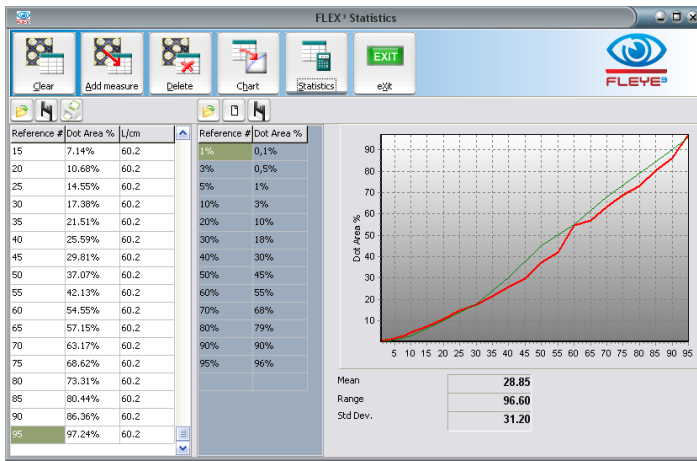 FLEX³ Statistics
Clear Add measure Delete Chart Statistics eXit
EXIT
FLEYE³
Reference # Dot Area % L/cm
15 7.14% 60.2
20 10.68% 60.2
25 14.55% 60.2
30 17.38% 60.2
35 21.51% 60.2
40 25.59% 60.2
45 29.81% 60.2
50 37.07% 60.2
55 42.13% 60.2
60 54.55% 60.2
65 57.15% 60.2
70 63.17% 60.2
75 68.62% 60.2
80 73.31% 60.2
85 80.44% 60.2
90 86.36% 60.2
95 97.24% 60.2
Reference # Dot Area %
1% 0,1%
3% 0,5%
5% 1%
10% 3%
20% 10%
30% 18%
40% 30%
50% 45%
60% 55%
70% 68%
80% 79%
90% 90%
95% 96%
Dot Area %
90
80
70
60
50
40
30
20
10
5 10 15 20 25 30 35 40 45 50 55 60 65 70 75 80 85 90 95
Mean 28.85
Range 96.60
Std Dev. 31.20